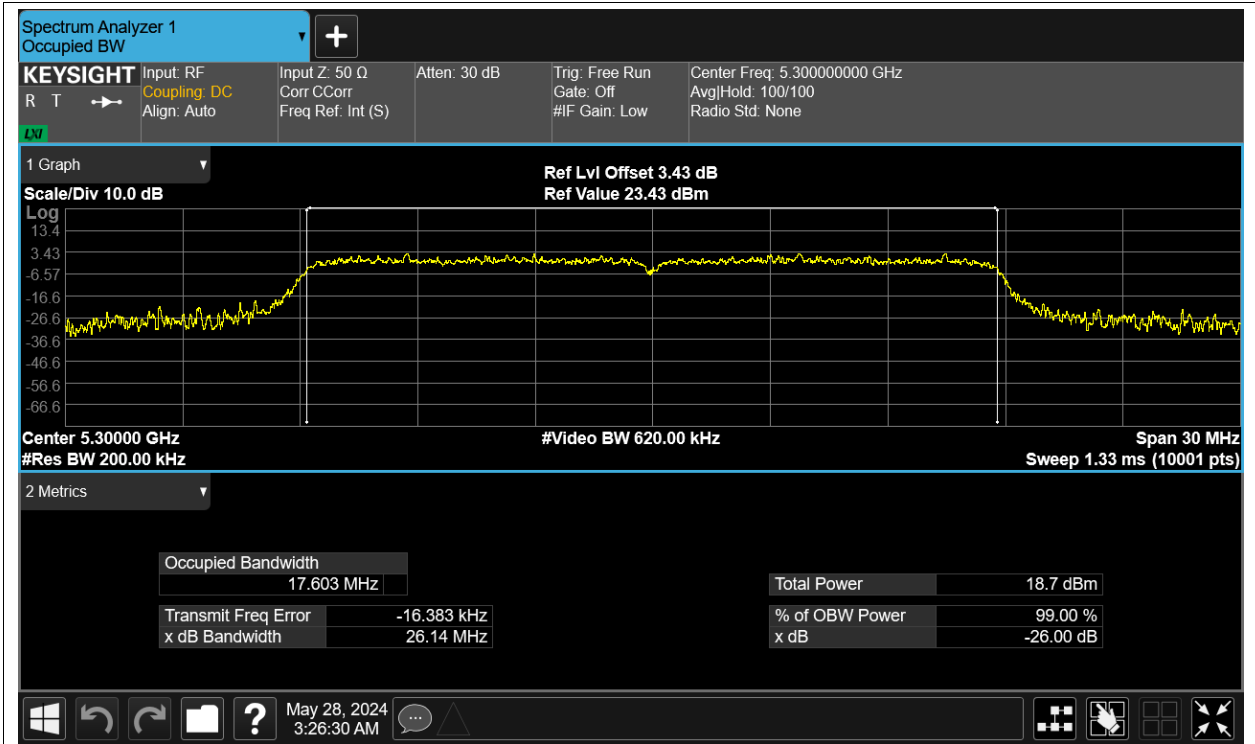 Spectrum Analyzer 1
Occupied BW
+
KEYSIGHT
R T
LXI
Input: RF
Coupling: DC
Align: Auto
Input Z: 50 Ω
Corr CCorr
Freq Ref: Int (S)
Atten: 30 dB
Trig: Free Run
Gate: Off
#IF Gain: Low
Center Freq: 5.300000000 GHz
Avg|Hold: 100/100
Radio Std: None
1 Graph
Scale/Div 10.0 dB
Ref Lvl Offset 3.43 dB
Ref Value 23.43 dBm
Log
13.4
3.43
-6.57
-16.6
-26.6
-36.6
-46.6
-56.6
-66.6
Center 5.30000 GHz
#Video BW 620.00 kHz
Span 30 MHz
#Res BW 200.00 kHz
Sweep 1.33 ms (10001 pts)
2 Metrics
Occupied Bandwidth
17.603 MHz
Transmit Freq Error -16.383 kHz
x dB Bandwidth 26.14 MHz
Total Power 18.7 dBm
% of OBW Power 99.00 %
x dB -26.00 dB
?
May 28, 2024
3:26:30 AM